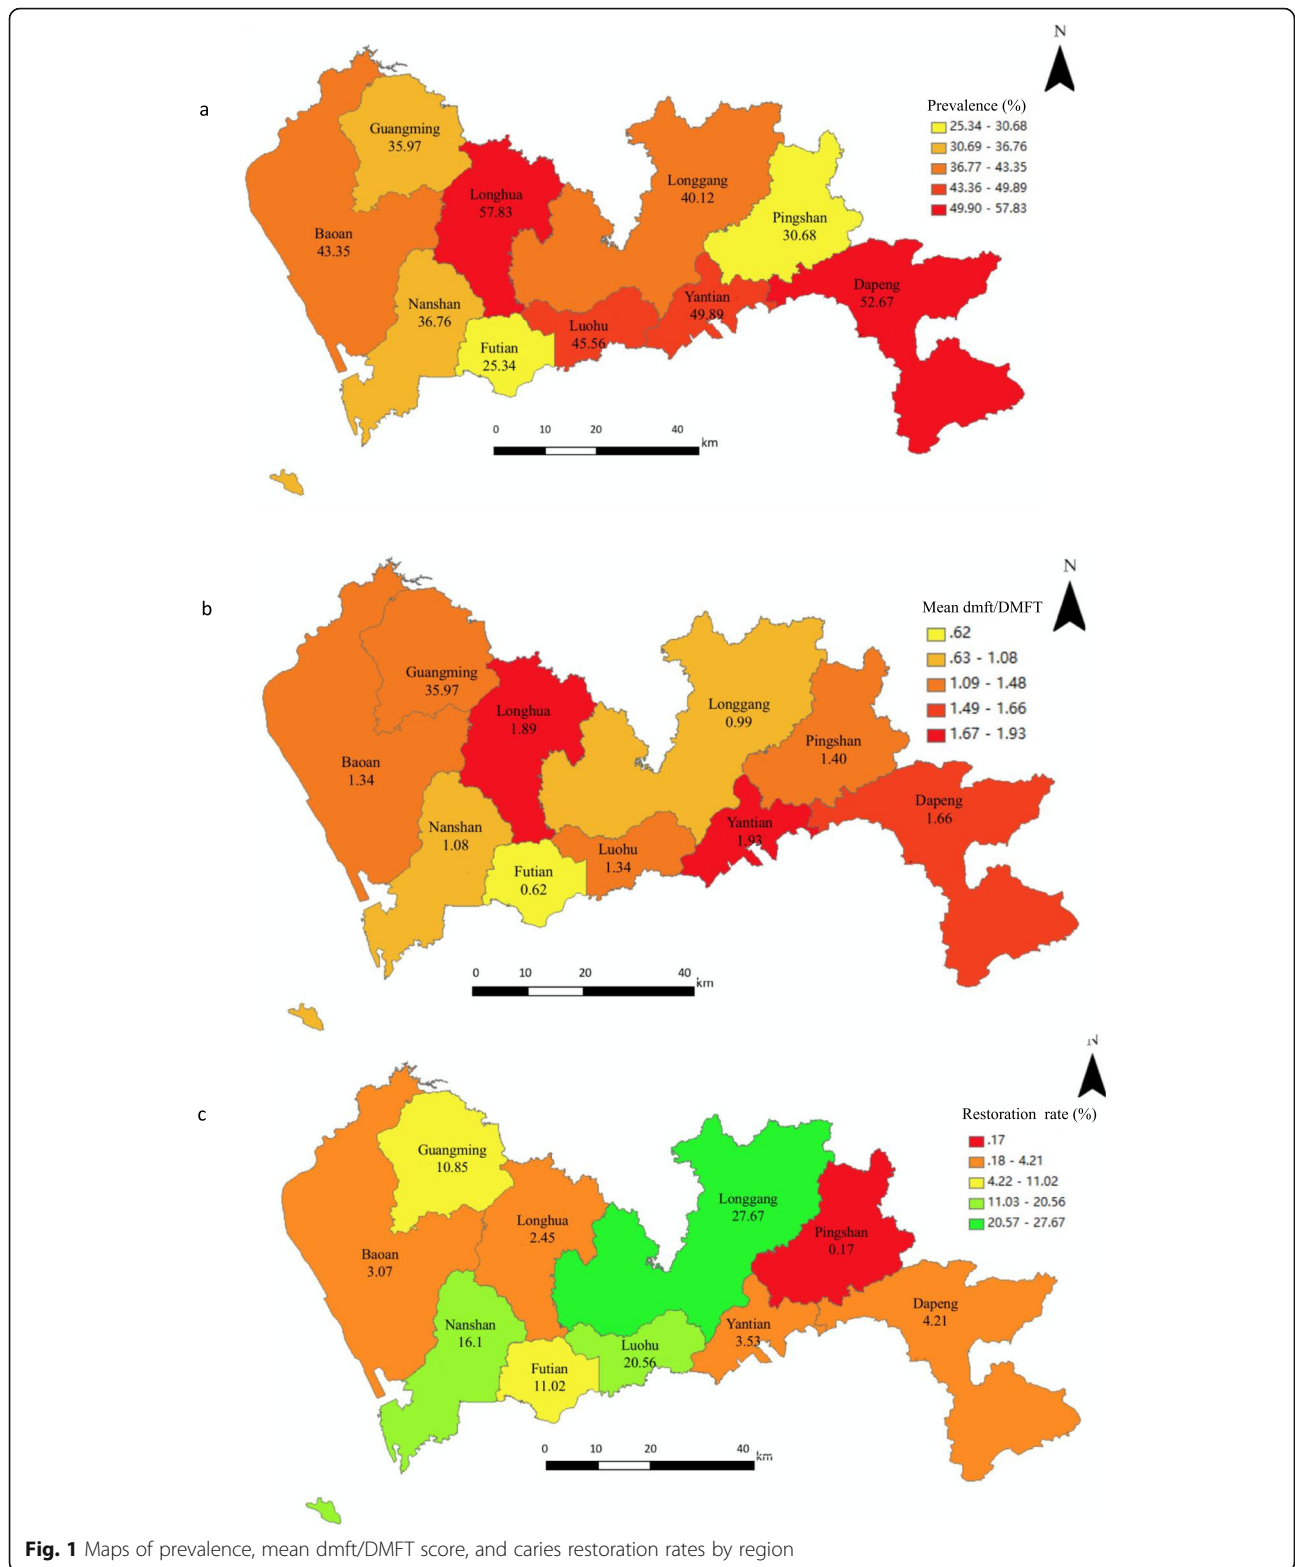 N
a
Prevalence (%)
25.34 - 30.68
30.69 - 36.76
36.77 - 43.35
43.36 - 49.89
49.90 - 57.83
Guangming
35.97
Longhua
57.83
Longgang
40.12
Pingshan
30.68
Baoan
43.35
Nanshan
36.76
Futian
25.34
Luohu
45.56
Yantian
49.89
Dapeng
52.67
0 10 20 40
km
N
b
Mean dmft/DMFT
.62
.63 - 1.08
1.09 - 1.48
1.49 - 1.66
1.67 - 1.93
Guangming
35.97
Longhua
1.89
Longgang
0.99
Pingshan
1.40
Baoan
1.34
Nanshan
1.08
Futian
0.62
Luohu
1.34
Yantian
1.93
Dapeng
1.66
0 10 20 40
km
N
c
Restoration rate (%)
.17
.18 - 4.21
4.22 - 11.02
11.03 - 20.56
20.57 - 27.67
Guangming
10.85
Longhua
2.45
Longgang
27.67
Pingshan
0.17
Baoan
3.07
Nanshan
16.1
Futian
11.02
Luohu
20.56
Yantian
3.53
Dapeng
4.21
0 10 20 40
km
Fig. 1 Maps of prevalence, mean dmft/DMFT score, and caries restoration rates by region